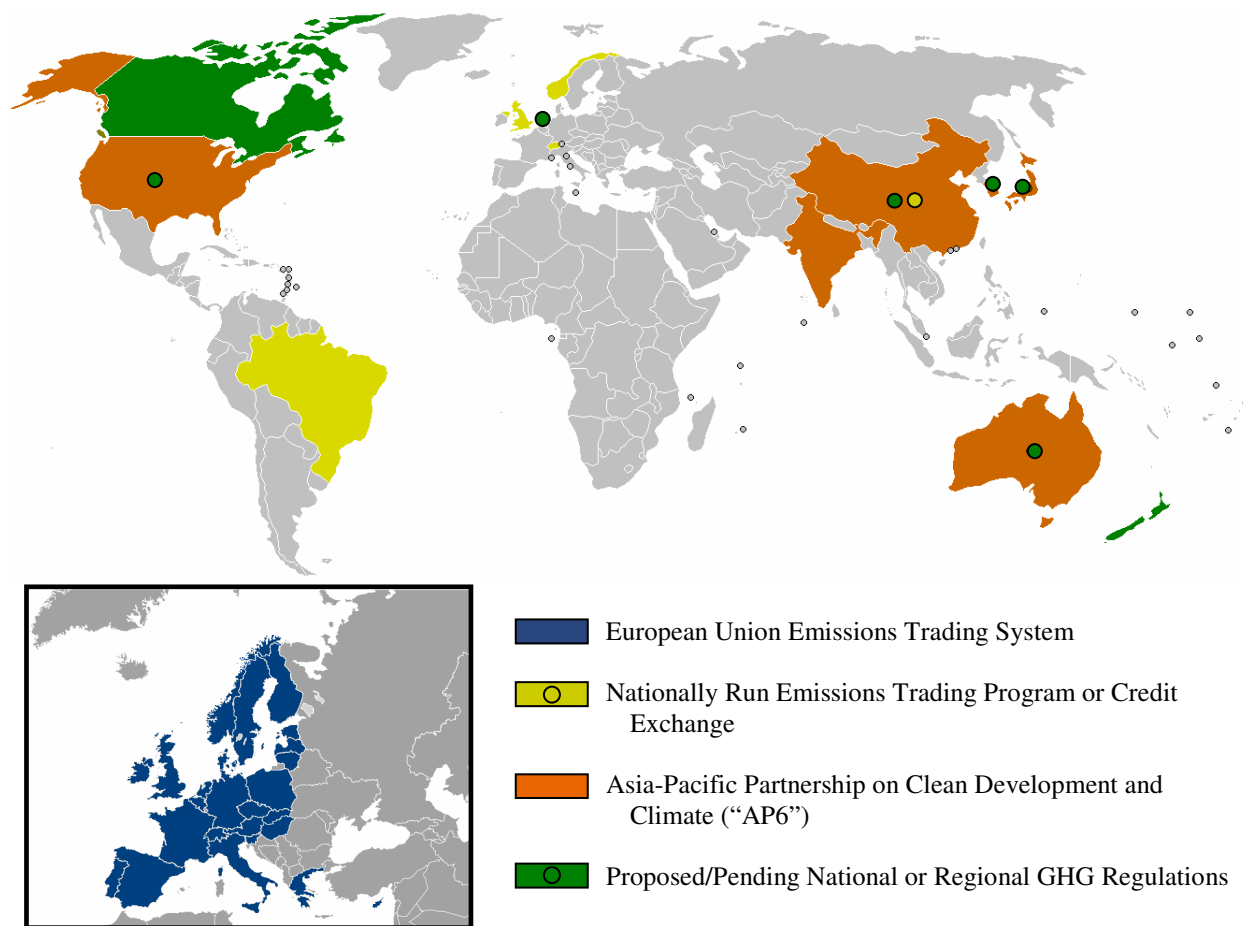 European Union Emissions Trading System
Nationally Run Emissions Trading Program or Credit
Exchange
Asia-Pacific Partnership on Clean Development and
Climate (“AP6”)
Proposed/Pending National or Regional GHG Regulations